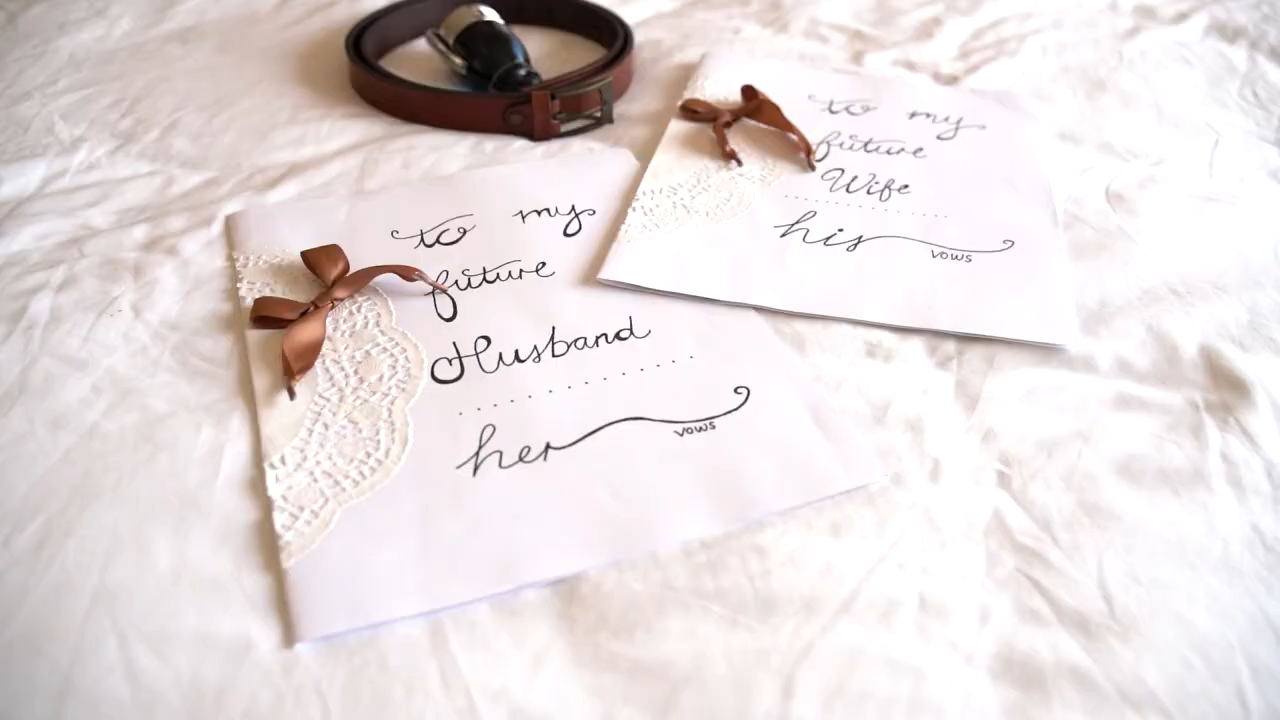 to my
future
Husband
her
vows
to my
future
Wife
his
vows